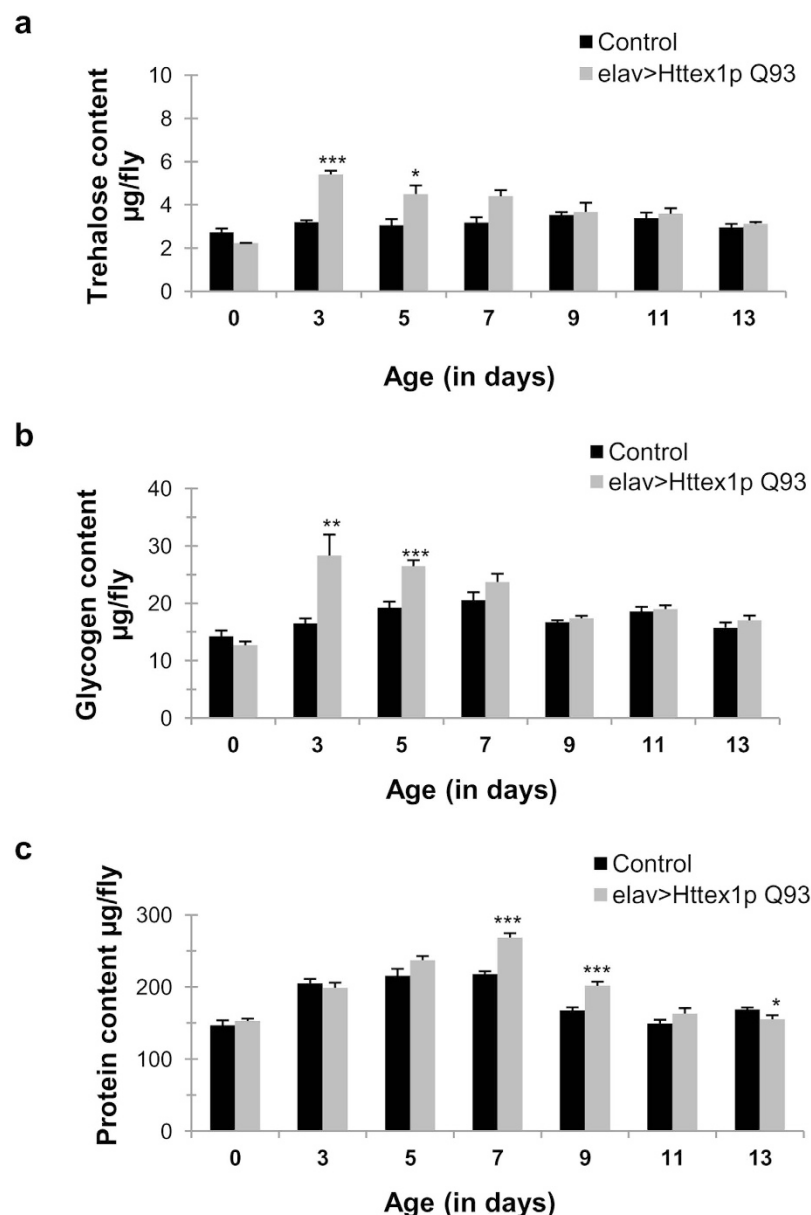 a
Control
elav>Httex1p Q93
Trehalose content
µg/fly
10
8
6
4
2
0
***
*
0 3 5 7 9 11 13
Age (in days)
b
Control
elav>Httex1p Q93
Glycogen content
µg/fly
40
30
20
10
0
**
***
0 3 5 7 9 11 13
Age (in days)
c
Control
elav>Httex1p Q93
Protein content µg/fly
300
200
150
100
0
***
***
*
0 3 5 7 9 11 13
Age (in days)